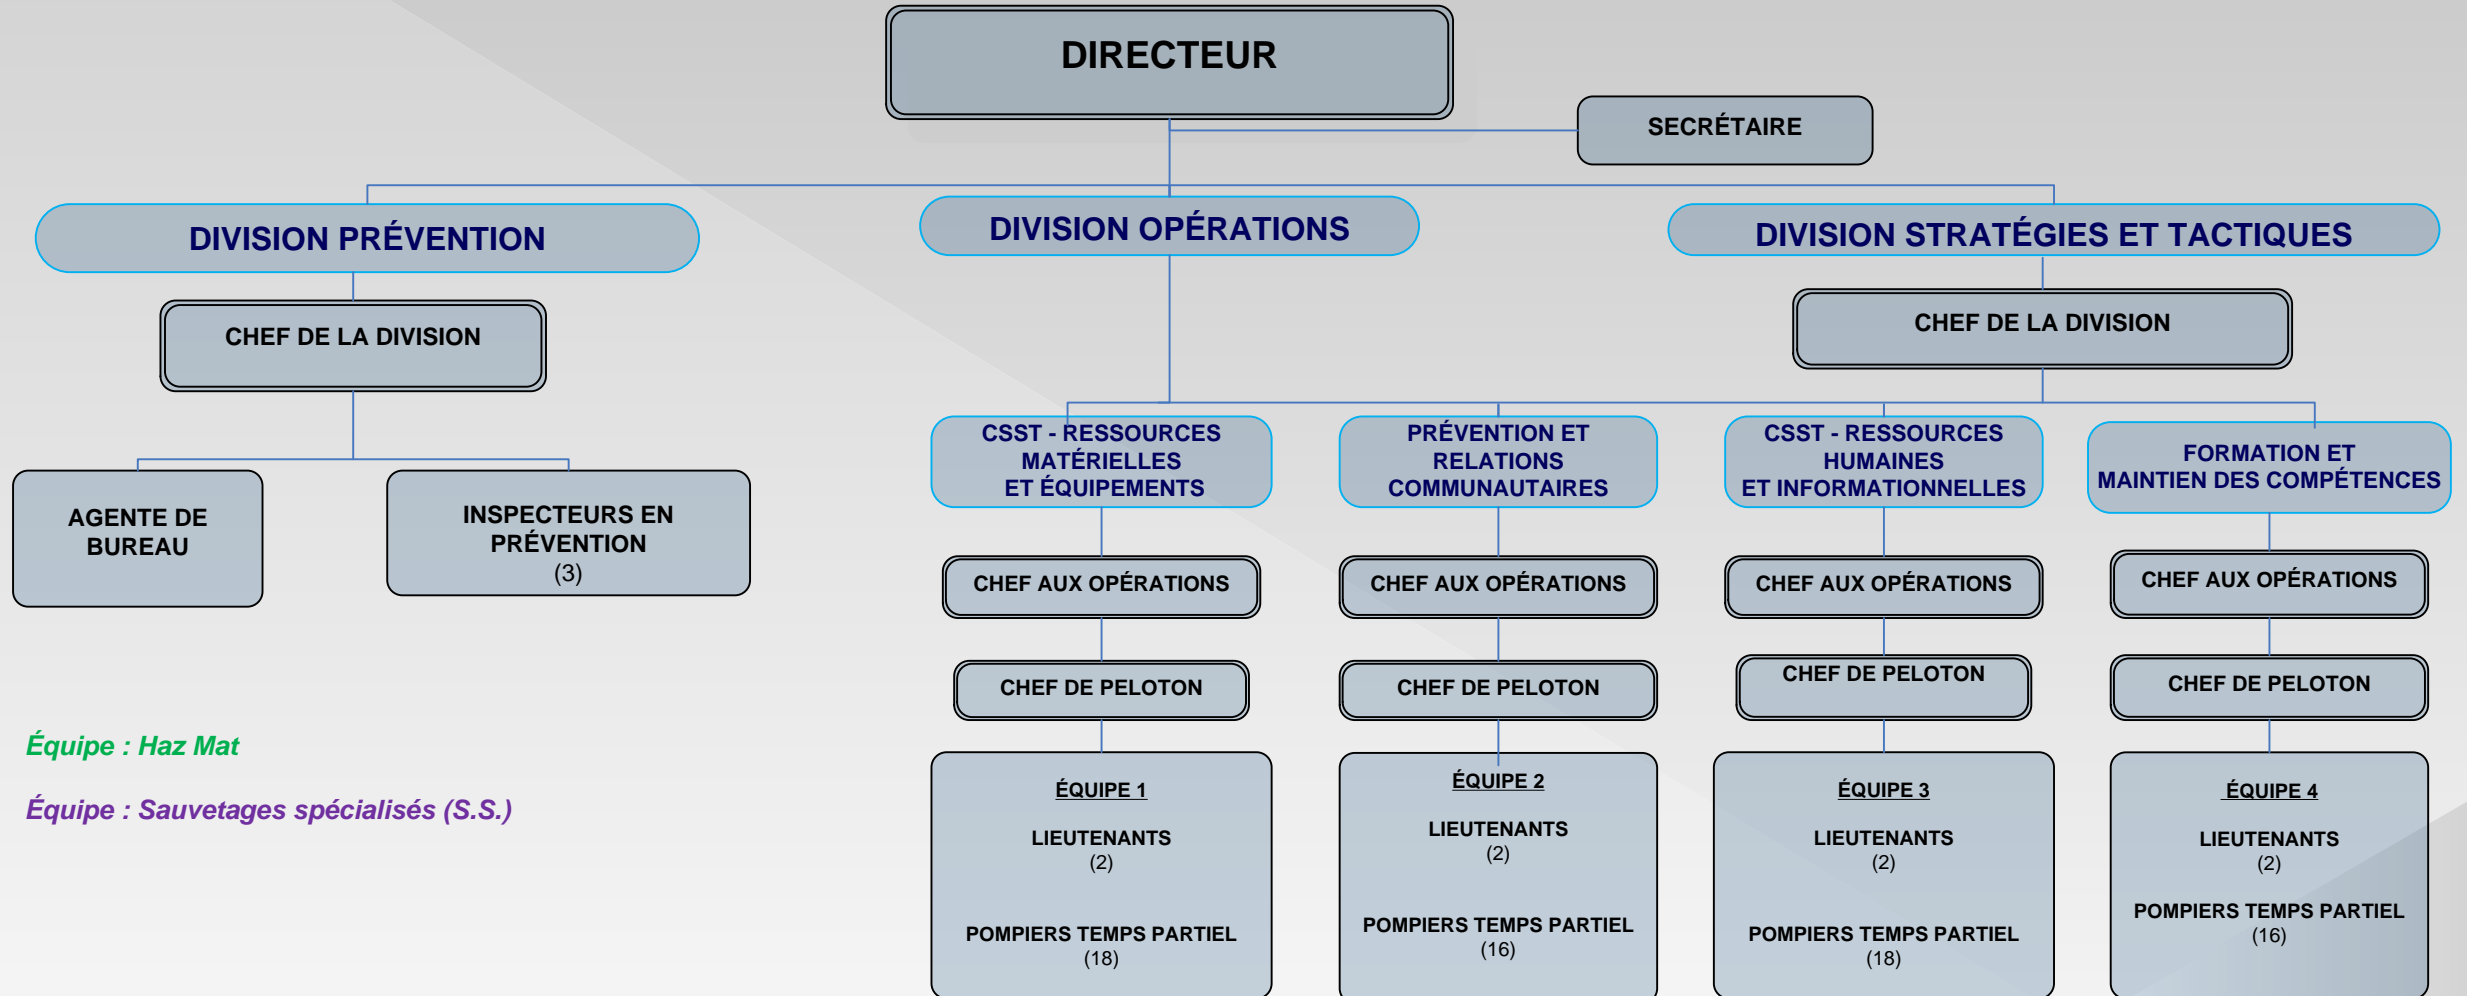 DIRECTEUR
SECRÉTAIRE
DIVISION PRÉVENTION
DIVISION OPÉRATIONS
DIVISION STRATÉGIES ET TACTIQUES
CHEF DE LA DIVISION
CHEF DE LA DIVISION
AGENTE DE
BUREAU
INSPECTEURS EN
PRÉVENTION
(3)
CSST - RESSOURCES
MATÉRIELLES
ET ÉQUIPEMENTS
PRÉVENTION ET
RELATIONS
COMMUNAUTAIRES
CSST - RESSOURCES
HUMAINES
ET INFORMATIONNELLES
FORMATION ET
MAINTIEN DES COMPÉTENCES
CHEF AUX OPÉRATIONS
CHEF AUX OPÉRATIONS
CHEF AUX OPÉRATIONS
CHEF AUX OPÉRATIONS
CHEF DE PELOTON
CHEF DE PELOTON
CHEF DE PELOTON
CHEF DE PELOTON
Équipe : Haz Mat
Équipe : Sauvetages spécialisés (S.S.)
ÉQUIPE 1
LIEUTENANTS
(2)
POMPIERS TEMPS PARTIEL
(18)
ÉQUIPE 2
LIEUTENANTS
(2)
POMPIERS TEMPS PARTIEL
(16)
ÉQUIPE 3
LIEUTENANTS
(2)
POMPIERS TEMPS PARTIEL
(18)
ÉQUIPE 4
LIEUTENANTS
(2)
POMPIERS TEMPS PARTIEL
(16)